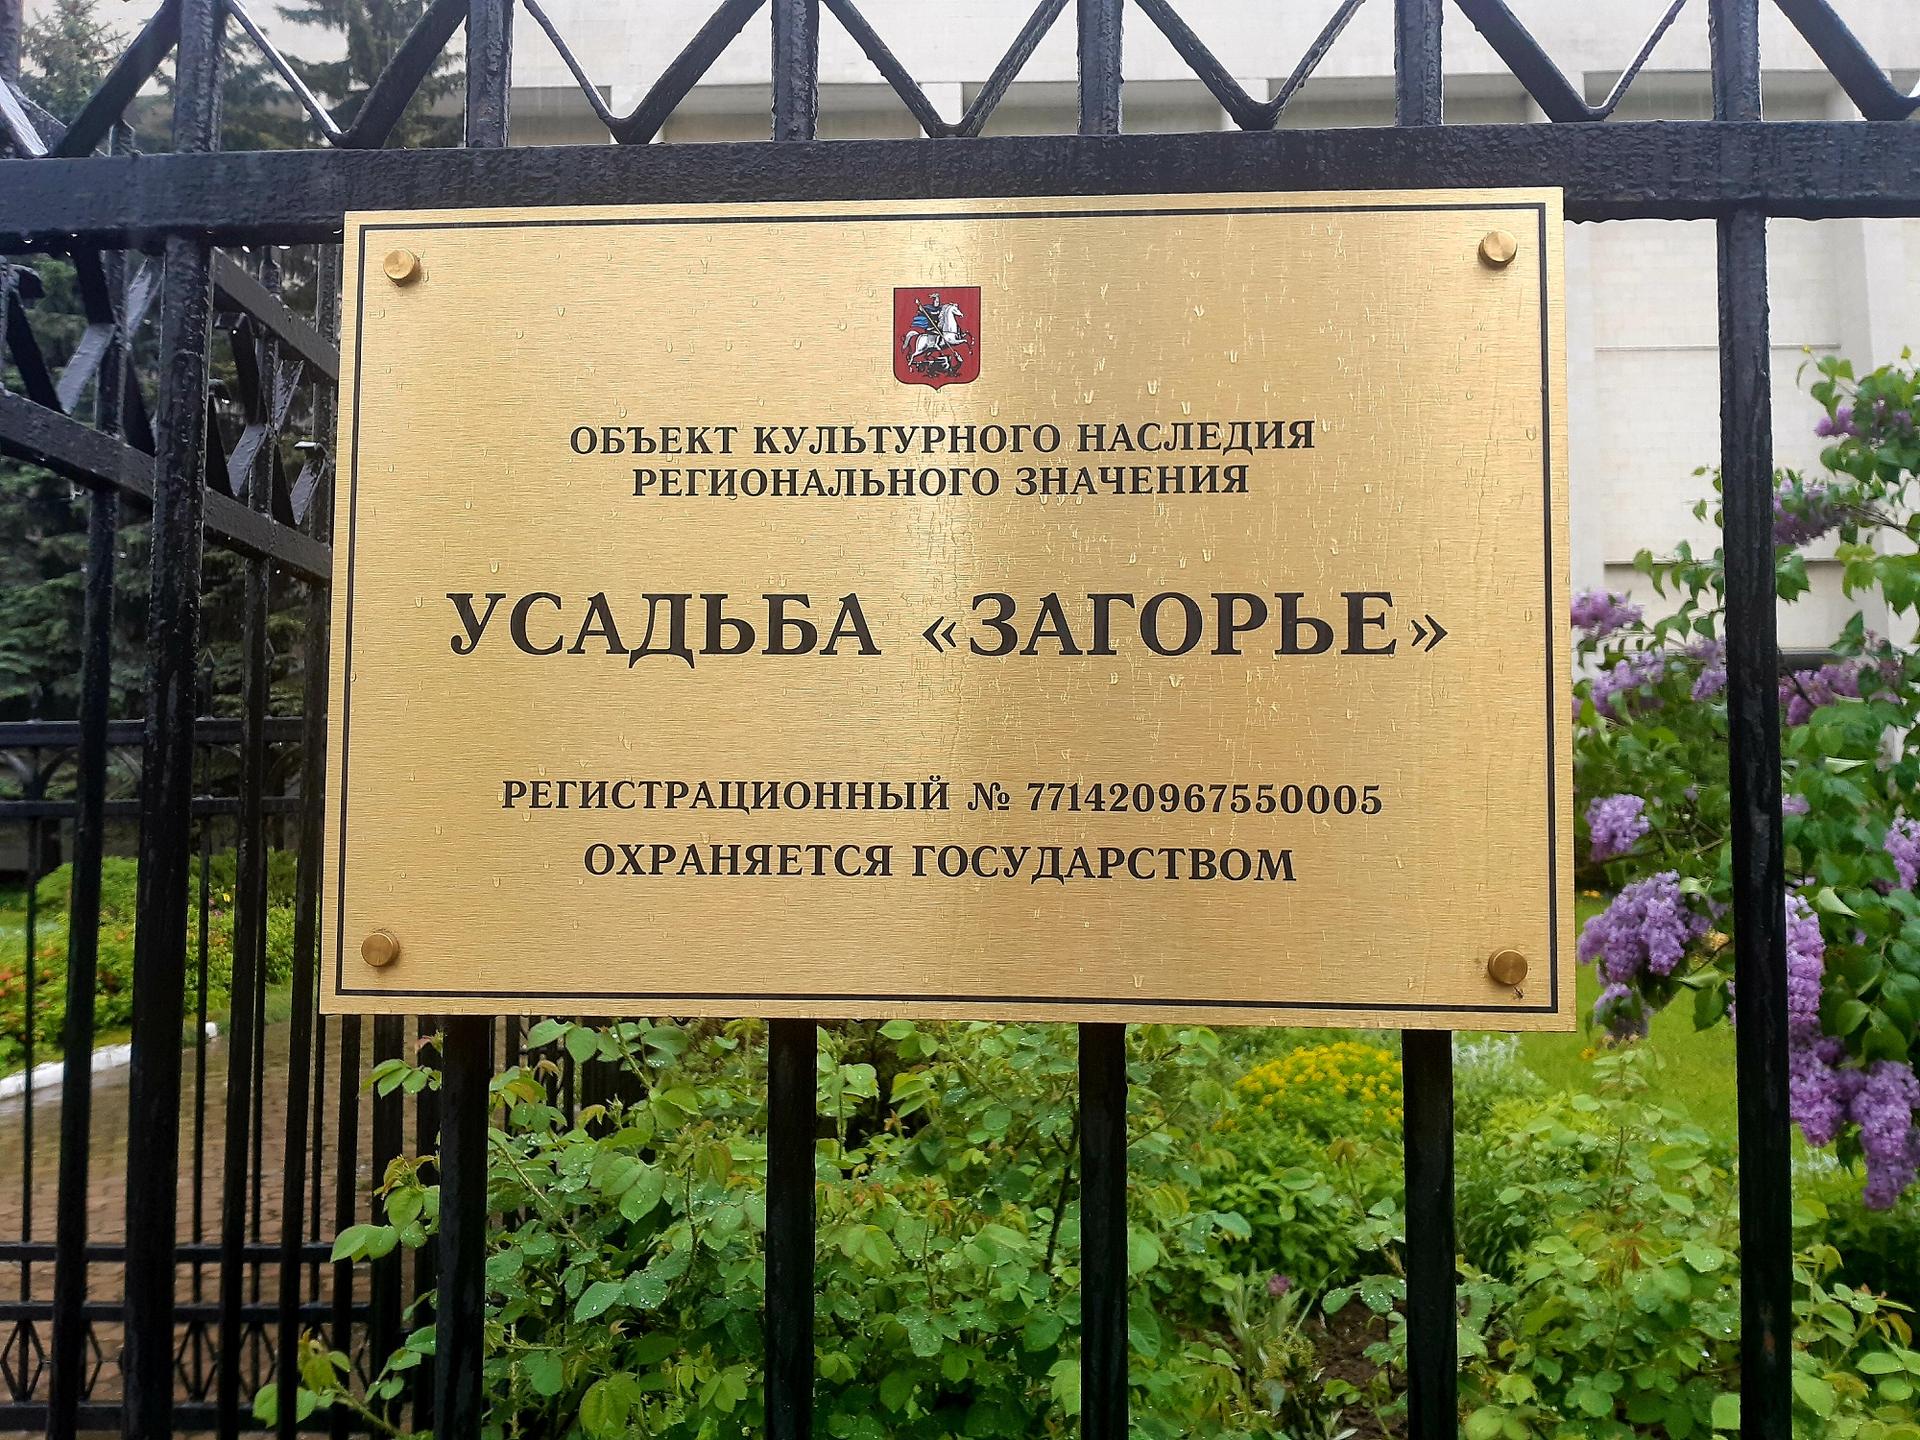 ОБЪЕКТ КУЛЬТУРНОГО НАСЛЕДИЯ
РЕГИОНАЛЬНОГО ЗНАЧЕНИЯ
УСАДЬБА «ЗАГОРЬЕ»
РЕГИСТРАЦИОННЫЙ № 771420967550005
ОХРАНЯЕТСЯ ГОСУДАРСТВОМ